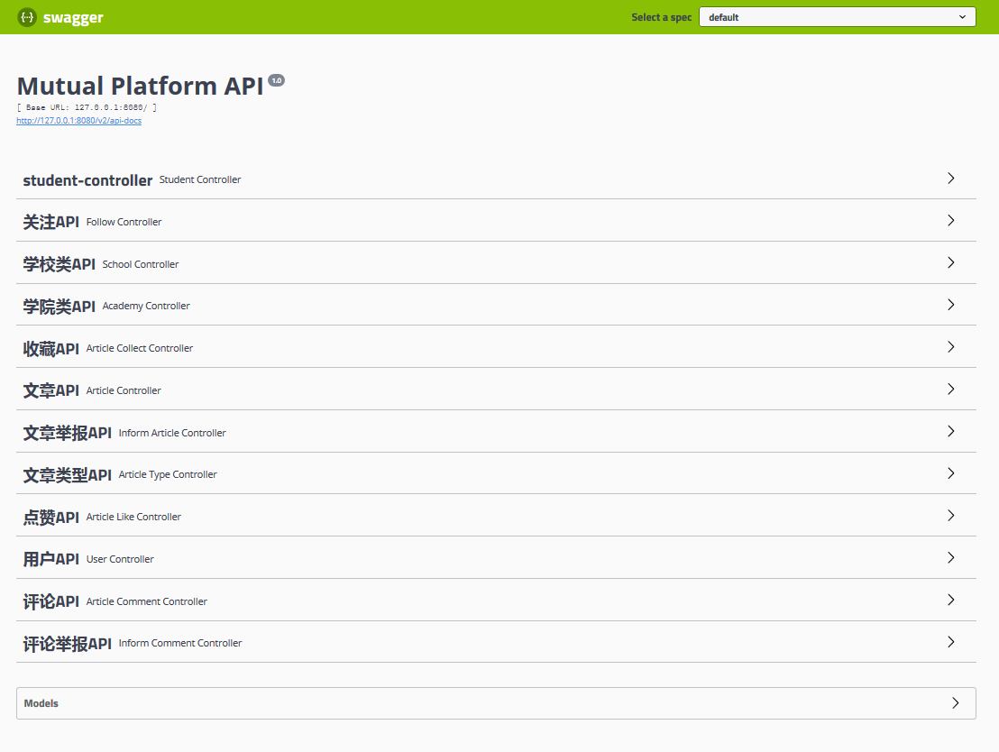 swagger
Select a spec default
Mutual Platform API 1.0
[ Base URL: 127.0.0.1:8080/ ]
http://127.0.0.1:8080/v2/api-docs
student-controller Student Controller
关注API Follow Controller
学校类API School Controller
学院类API Academy Controller
收藏API Article Collect Controller
文章API Article Controller
文章举报API Inform Article Controller
文章类型API Article Type Controller
点赞API Article Like Controller
用户API User Controller
评论API Article Comment Controller
评论举报API Inform Comment Controller
Models